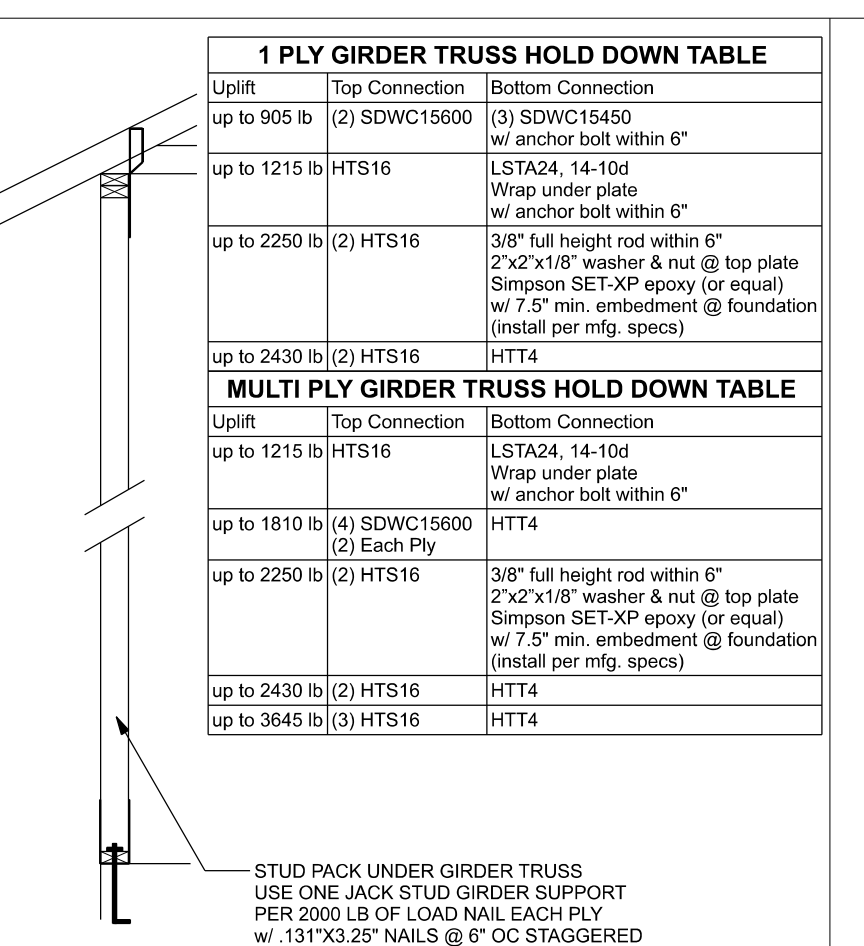 1 PLY GIRDER TRUSS HOLD DOWN TABLE
Uplift Top Connection Bottom Connection
up to 905 lb (2) SDWC15600 (3) SDWC15450
w/ anchor bolt within 6"
up to 1215 lb HTS16 LSTA24, 14-10d
Wrap under plate
w/ anchor bolt within 6"
up to 2250 lb (2) HTS16 3/8" full height rod within 6"
2”x2”x1/8” washer & nut @ top plate
Simpson SET-XP epoxy (or equal)
w/ 7.5" min. embedment @ foundation
(install per mfg. specs)
up to 2430 lb (2) HTS16 HTT4
MULTI PLY GIRDER TRUSS HOLD DOWN TABLE
Uplift Top Connection Bottom Connection
up to 1215 lb HTS16 LSTA24, 14-10d
Wrap under plate
w/ anchor bolt within 6"
up to 1810 lb (4) SDWC15600 HTT4
(2) Each Ply
up to 2250 lb (2) HTS16 3/8" full height rod within 6"
2”x2”x1/8” washer & nut @ top plate
Simpson SET-XP epoxy (or equal)
w/ 7.5" min. embedment @ foundation
(install per mfg. specs)
up to 2430 lb (2) HTS16 HTT4
up to 3645 lb (3) HTS16 HTT4
STUD PACK UNDER GIRDER TRUSS
USE ONE JACK STUD GIRDER SUPPORT
PER 2000 LB OF LOAD NAIL EACH PLY
w/ .131"X3.25" NAILS @ 6" OC STAGGERED